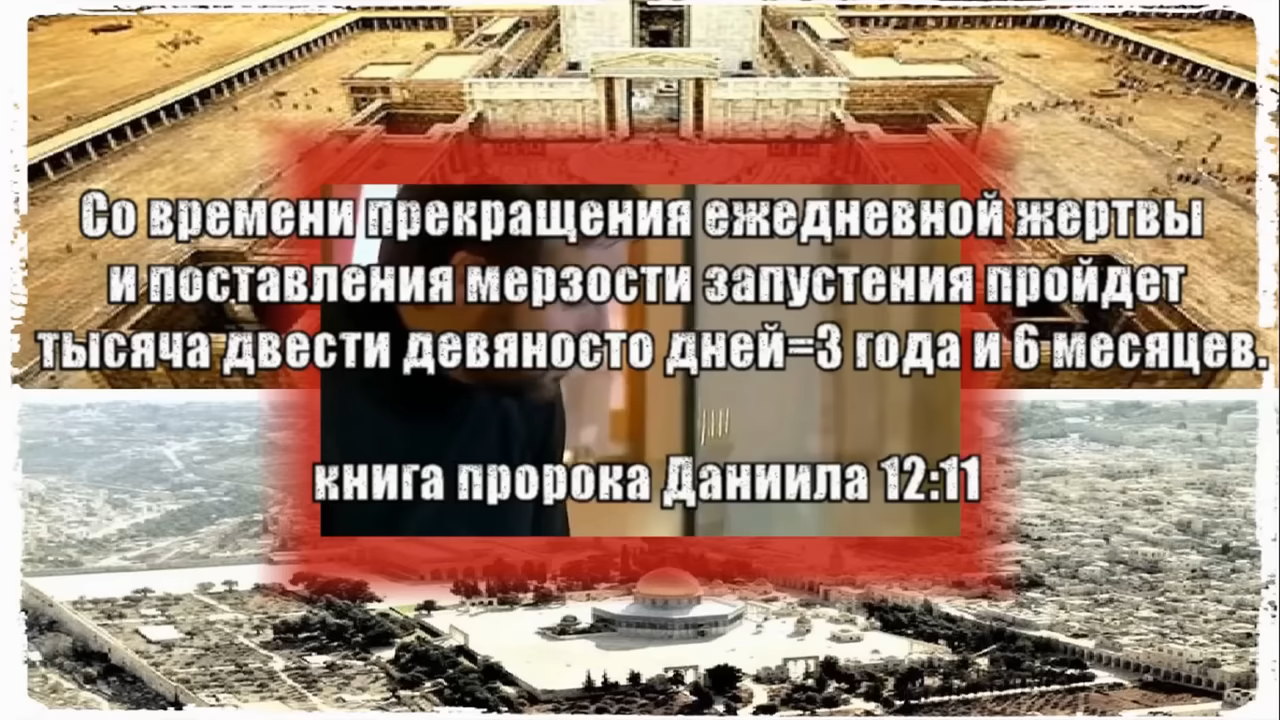 Со времени прекращения ежедневной жертвы
и поставления мерзости запустения пройдет
тысяча двести девяносто дней=3 года и 6 месяцев.
книга пророка Даниила 12:11